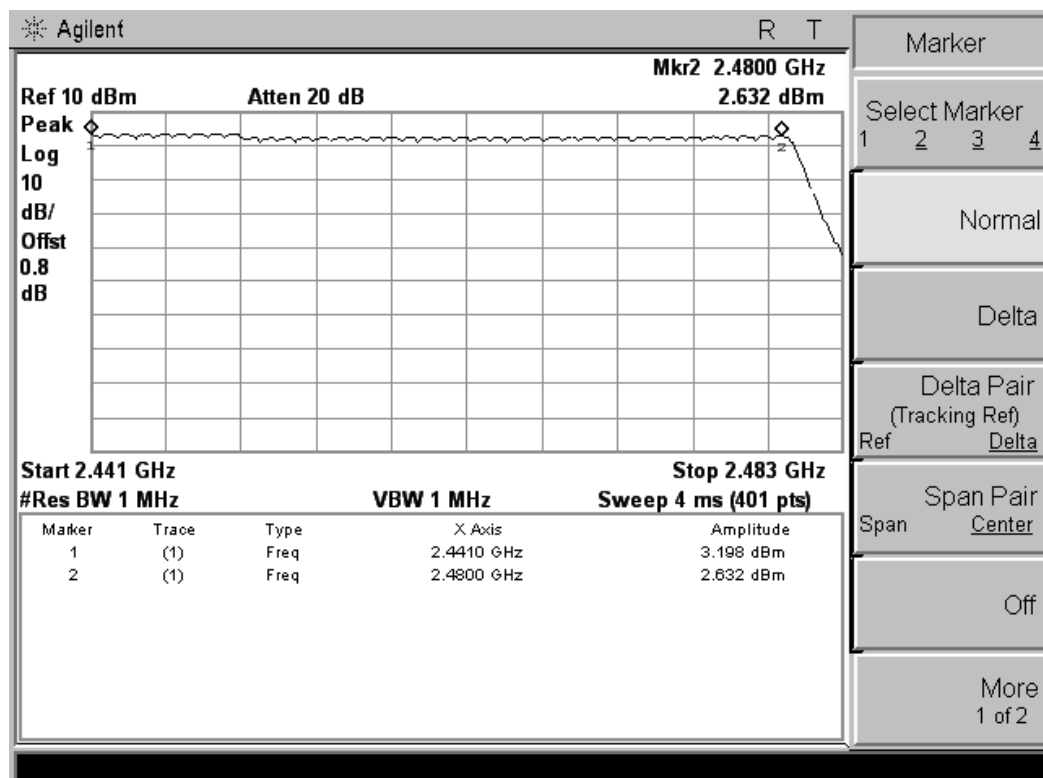 Agilent R T
Mkr2 2.4800 GHz
Ref 10 dBm Atten 20 dB 2.632 dBm
Peak
Log
10
dB/
Offst
0.8
dB
1
2
Start 2.441 GHz Stop 2.483 GHz
#Res BW 1 MHz VBW 1 MHz Sweep 4 ms (401 pts)
Marker Trace Type X Axis Amplitude
1 (1) Freq 2.4410 GHz 3.198 dBm
2 (1) Freq 2.4800 GHz 2.632 dBm
Marker
Select Marker
1 2 3 4
Normal
Delta
Delta Pair
(Tracking Ref)
Ref Delta
Span Pair
Span Center
Off
More
1 of 2